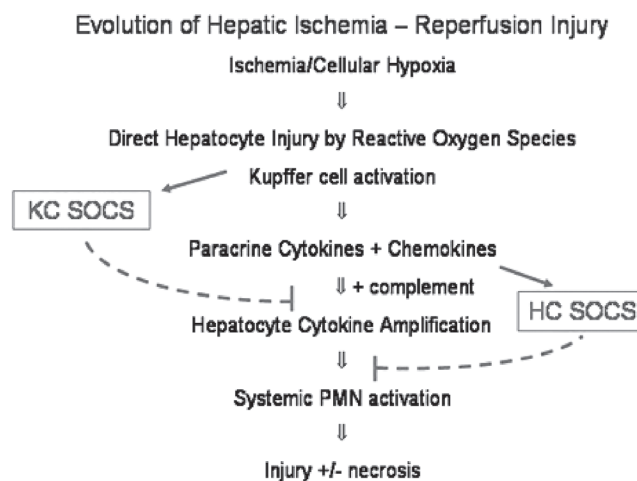 Evolution of Hepatic Ischemia – Reperfusion Injury
Ischemia/Cellular Hypoxia
⇓
Direct Hepatocyte Injury by Reactive Oxygen Species
Kupffer cell activation
KC SOCS
⇓
Paracrine Cytokines + Chemokines
⇓ + complement
HC SOCS
Hepatocyte Cytokine Amplification
⇓
Systemic PMN activation
⇓
Injury +/- necrosis